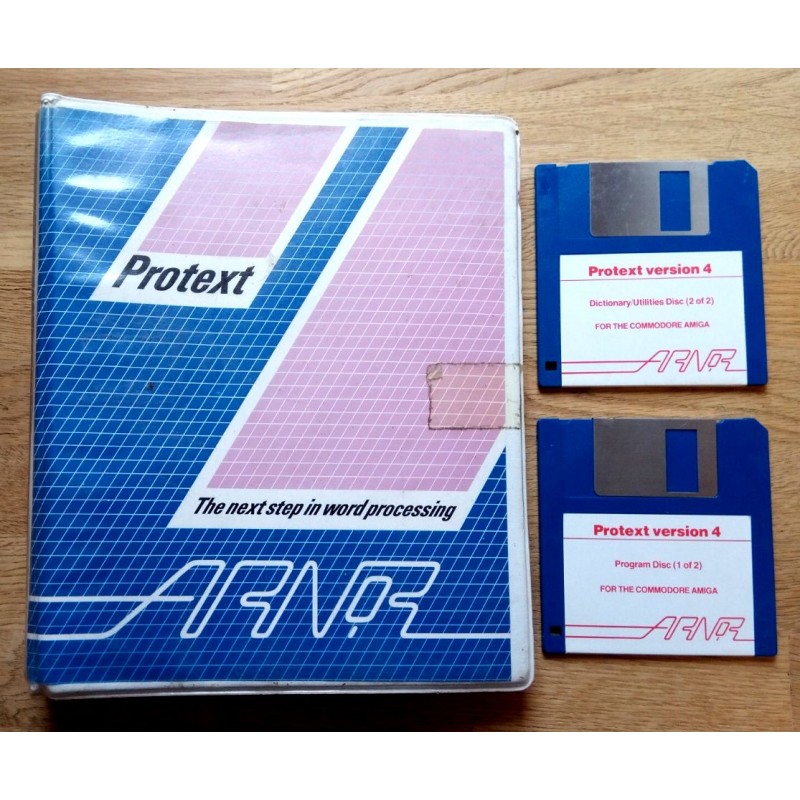 Protext
The next step in word processing
ARNOR
Protext version 4
Dictionary/Utilities Disc (2 of 2)
FOR THE COMMODORE AMIGA
ARNOR
Protext version 4
Program Disc (1 of 2)
FOR THE COMMODORE AMIGA
ARNOR